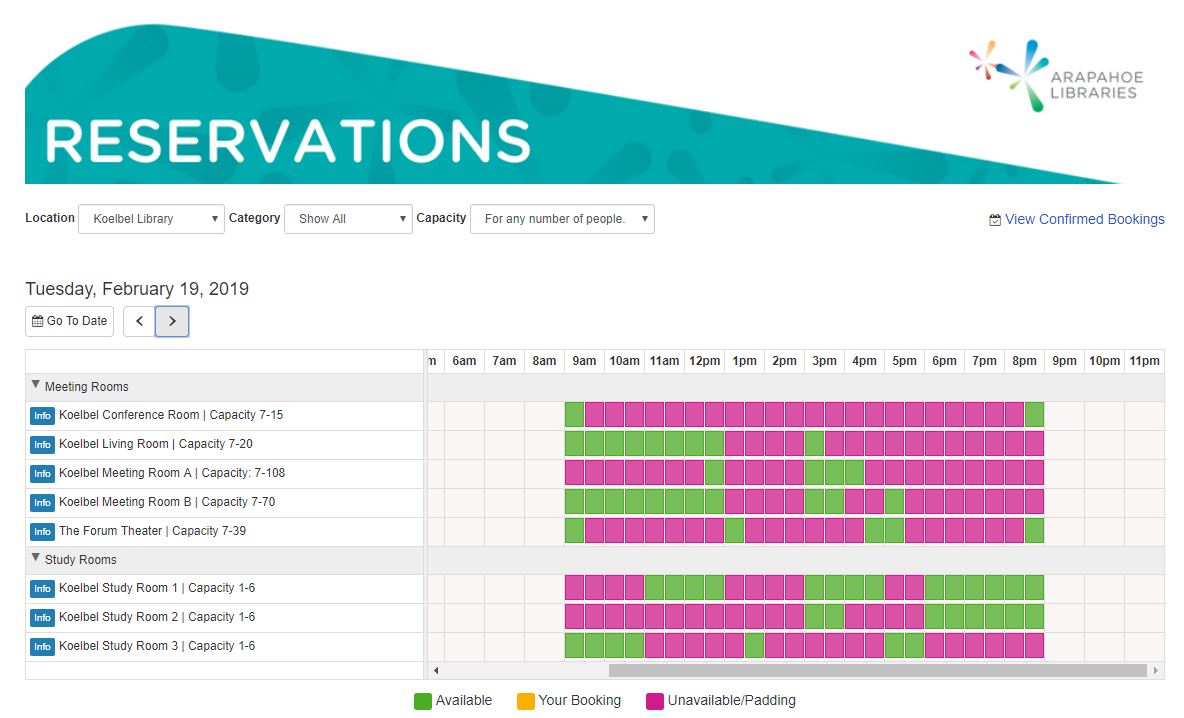 RESERVATIONS
ARAPAHOE
LIBRARIES
Location Koelbel Library Category Show All Capacity For any number of people. View Confirmed Bookings
Tuesday, February 19, 2019
Go To Date < >
6am 7am 8am 9am 10am 11am 12pm 1pm 2pm 3pm 4pm 5pm 6pm 7pm 8pm 9pm 10pm 11pm
Meeting Rooms
Info Koelbel Conference Room | Capacity 7-15
Info Koelbel Living Room | Capacity 7-20
Info Koelbel Meeting Room A | Capacity: 7-108
Info Koelbel Meeting Room B | Capacity 7-70
Info The Forum Theater | Capacity 7-39
Study Rooms
Info Koelbel Study Room 1 | Capacity 1-6
Info Koelbel Study Room 2 | Capacity 1-6
Info Koelbel Study Room 3 | Capacity 1-6
Available Your Booking Unavailable/Padding